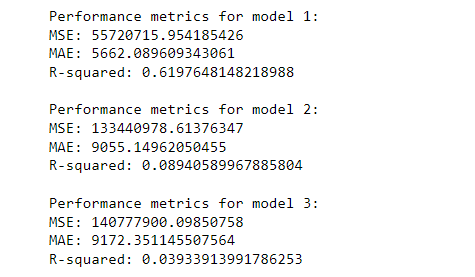 Performance metrics for model 1:
MSE: 55720715.954185426
MAE: 5662.089609343061
R-squared: 0.6197648148218988
Performance metrics for model 2:
MSE: 133440978.61376347
MAE: 9055.14962050455
R-squared: 0.08940589967885804
Performance metrics for model 3:
MSE: 140777900.09850758
MAE: 9172.351145507564
R-squared: 0.03933913991786253